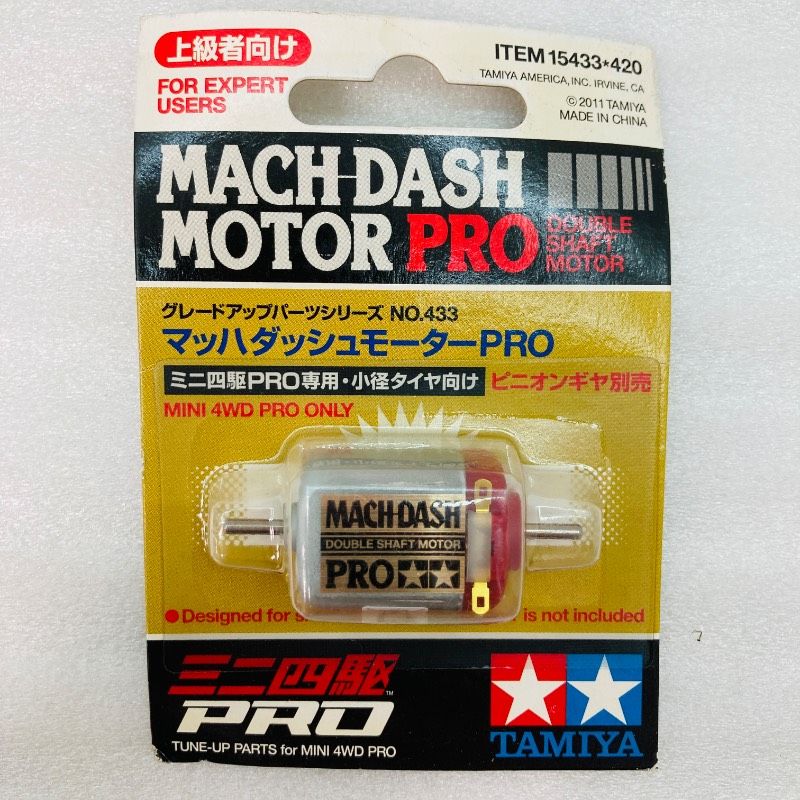 上級者向け
FOR EXPERT
USERS
ITEM 15433*420
TAMIYA AMERICA, INC. IRVINE, CA
©2011 TAMIYA
MADE IN CHINA
MACH-DASH
MOTOR PRO
DOUBLE
SHAFT
MOTOR
グレードアップパーツシリーズ NO.433
マッハダッシュモーターPRO
ミニ四駆PRO専用・小径タイヤ向け ピニオンギヤ別売
MINI 4WD PRO ONLY
MACH-DASH
DOUBLE SHAFT MOTOR
PRO
●Designed for is not included
ミニ四駆
PRO
TM
TUNE-UP PARTS for MINI 4WD PRO
TAMIYA